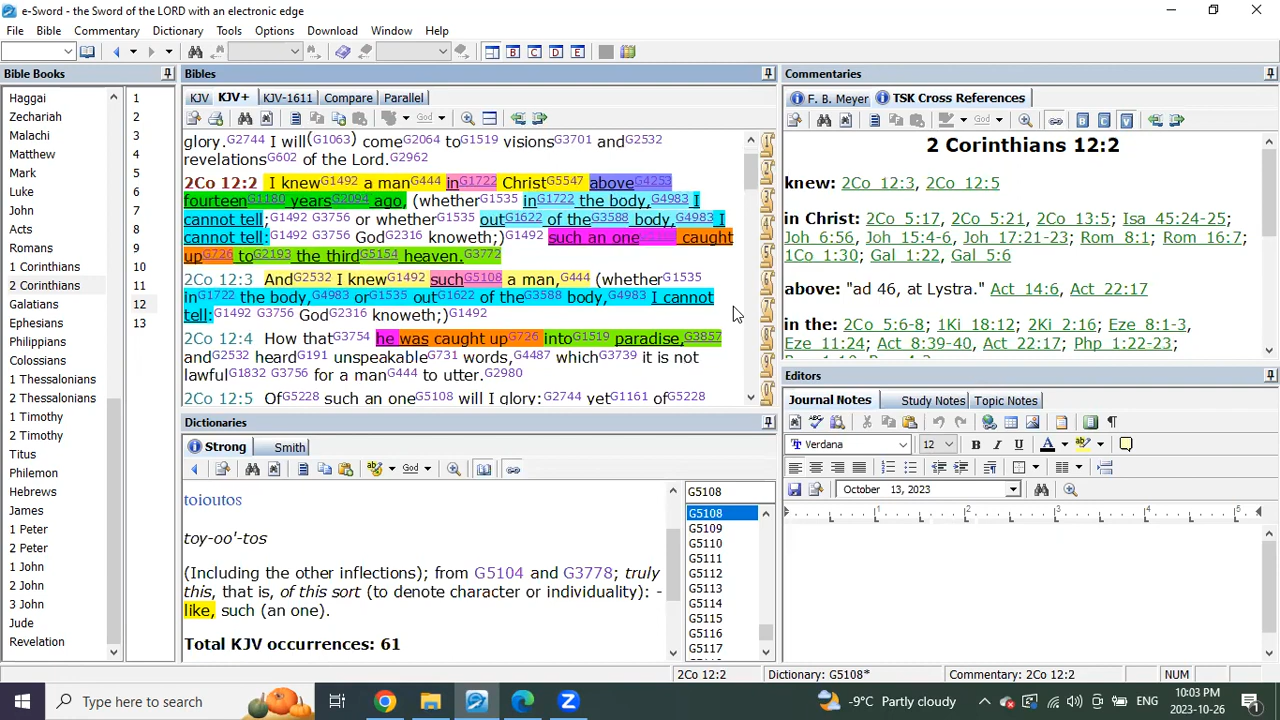 e-Sword - the Sword of the LORD with an electronic edge
File Bible Commentary Dictionary Tools Options Download Window Help
B C D E
Bible Books
Haggai
Zechariah
Malachi
Matthew
Mark
Luke
John
Acts
Romans
1 Corinthians
2 Corinthians
Galatians
Ephesians
Philippians
Colossians
1 Thessalonians
2 Thessalonians
1 Timothy
2 Timothy
Titus
Philemon
Hebrews
James
1 Peter
2 Peter
1 John
2 John
3 John
Jude
Revelation
1
2
3
4
5
6
7
8
9
10
11
12
13
Bibles
KJV KJV+ KJV-1611 Compare Parallel
God
glory.G2744 I will(G1063) comeG2064 toG1519 visionsG3701 andG2532
revelationsG602 of the Lord.G2962
2Co 12:2 I knewG1492 a manG444 inG1722 ChristG5547 aboveG4253
fourteenG1180 yearsG2094 ago, (whetherG1535 inG1722 the body,G4983 I
cannot tell;G1492 G3756 or whetherG1535 outG1622 of theG3588 body,G4983 I
cannot tell:G1492 G3756 GodG2316 knoweth;)G1492 such an oneG5108 caught
upG726 toG2193 the thirdG5154 heaven.G3772
2Co 12:3 AndG2532 I knewG1492 suchG5108 a man,G444 (whetherG1535
inG1722 the body,G4983 orG1535 outG1622 of theG3588 body,G4983 I cannot
tell:G1492 G3756 GodG2316 knoweth;)G1492
2Co 12:4 How thatG3754 he was caught upG726 intoG1519 paradise,G3857
andG2532 heardG191 unspeakableG731 words,G4487 whichG3739 it is not
lawfulG1832 G3756 for a manG444 to utter.G2980
2Co 12:5 OfG5228 such an oneG5108 will I glory:G2744 yetG1161 ofG5228
Dictionaries
Strong Smith
God
τοιουτος
toy-oo'-tos
(Including the other inflections); from G5104 and G3778; truly
this, that is, of this sort (to denote character or individuality): -
like, such (an one).
Total KJV occurrences: 61
G5108
G5108
G5109
G5110
G5111
G5112
G5113
G5114
G5115
G5116
G5117
Commentaries
F. B. Meyer TSK Cross References
God B C V
2 Corinthians 12:2
knew: 2Co 12:3, 2Co 12:5
in Christ: 2Co 5:17, 2Co 5:21, 2Co 13:5; Isa 45:24-25,
Joh 6:56, Joh 15:4-6, Joh 17:21-23; Rom 8:1; Rom 16:7;
1Co 1:30; Gal 1:22, Gal 5:6
above: "ad 46, at Lystra." Act 14:6, Act 22:17
in the: 2Co 5:6-8; 1Ki 18:12; 2Ki 2:16; Eze 8:1-3,
Eze 11:24; Act 8:39-40, Act 22:17; Php 1:22-23;
Editors
Journal Notes Study Notes Topic Notes
Verdana 12 B I U A
October 13, 2023
1 2 3 4 5
2Co 12:2 Dictionary: G5108* Commentary: 2Co 12:2 NUM
Type here to search
-9°C Partly cloudy
ENG
10:03 PM
2023-10-26
1